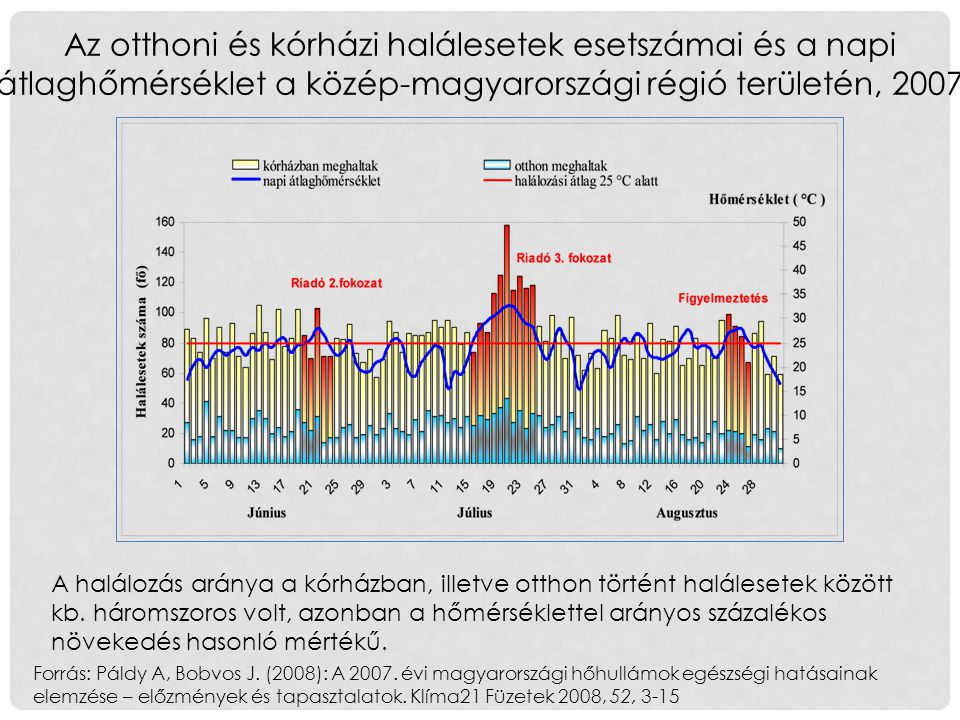 Az otthoni és kórházi halálesetek esetszámai és a napi
átlaghőmérséklet a közép-magyarországi régió területén, 2007
kórházban meghaltak
otthon meghaltak
napi átlaghőmérséklet
halálozási átlag 25 °C alatt
Hőmérséklet ( °C )
Halálesetek száma (fő)
160
140
120
100
80
60
40
20
0
50
45
40
35
30
25
20
15
10
5
0
Riadó 2.fokozat
Riadó 3. fokozat
Figyelmeztetés
1 5 9 13 17 21 25 29 3 7 11 15 19 23 27 31 4 8 12 16 20 24 28
Június Július Augusztus
A halálozás aránya a kórházban, illetve otthon történt halálesetek között
kb. háromszoros volt, azonban a hőmérséklettel arányos százalékos
növekedés hasonló mértékű.
Forrás: Páldy A, Bobvos J. (2008): A 2007. évi magyarországi hőhullámok egészségi hatásainak
elemzése – előzmények és tapasztalatok. Klíma21 Füzetek 2008, 52, 3-15